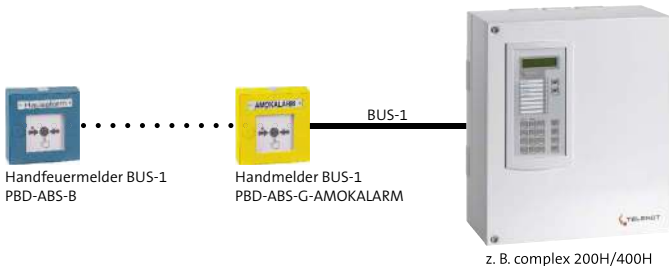 Hausalarm
AMOKALARM
BUS-1
Handfeuermelder BUS-1
PBD-ABS-B
Handmelder BUS-1
PBD-ABS-G-AMOKALARM
TELENOT
z. B. complex 200H/400H